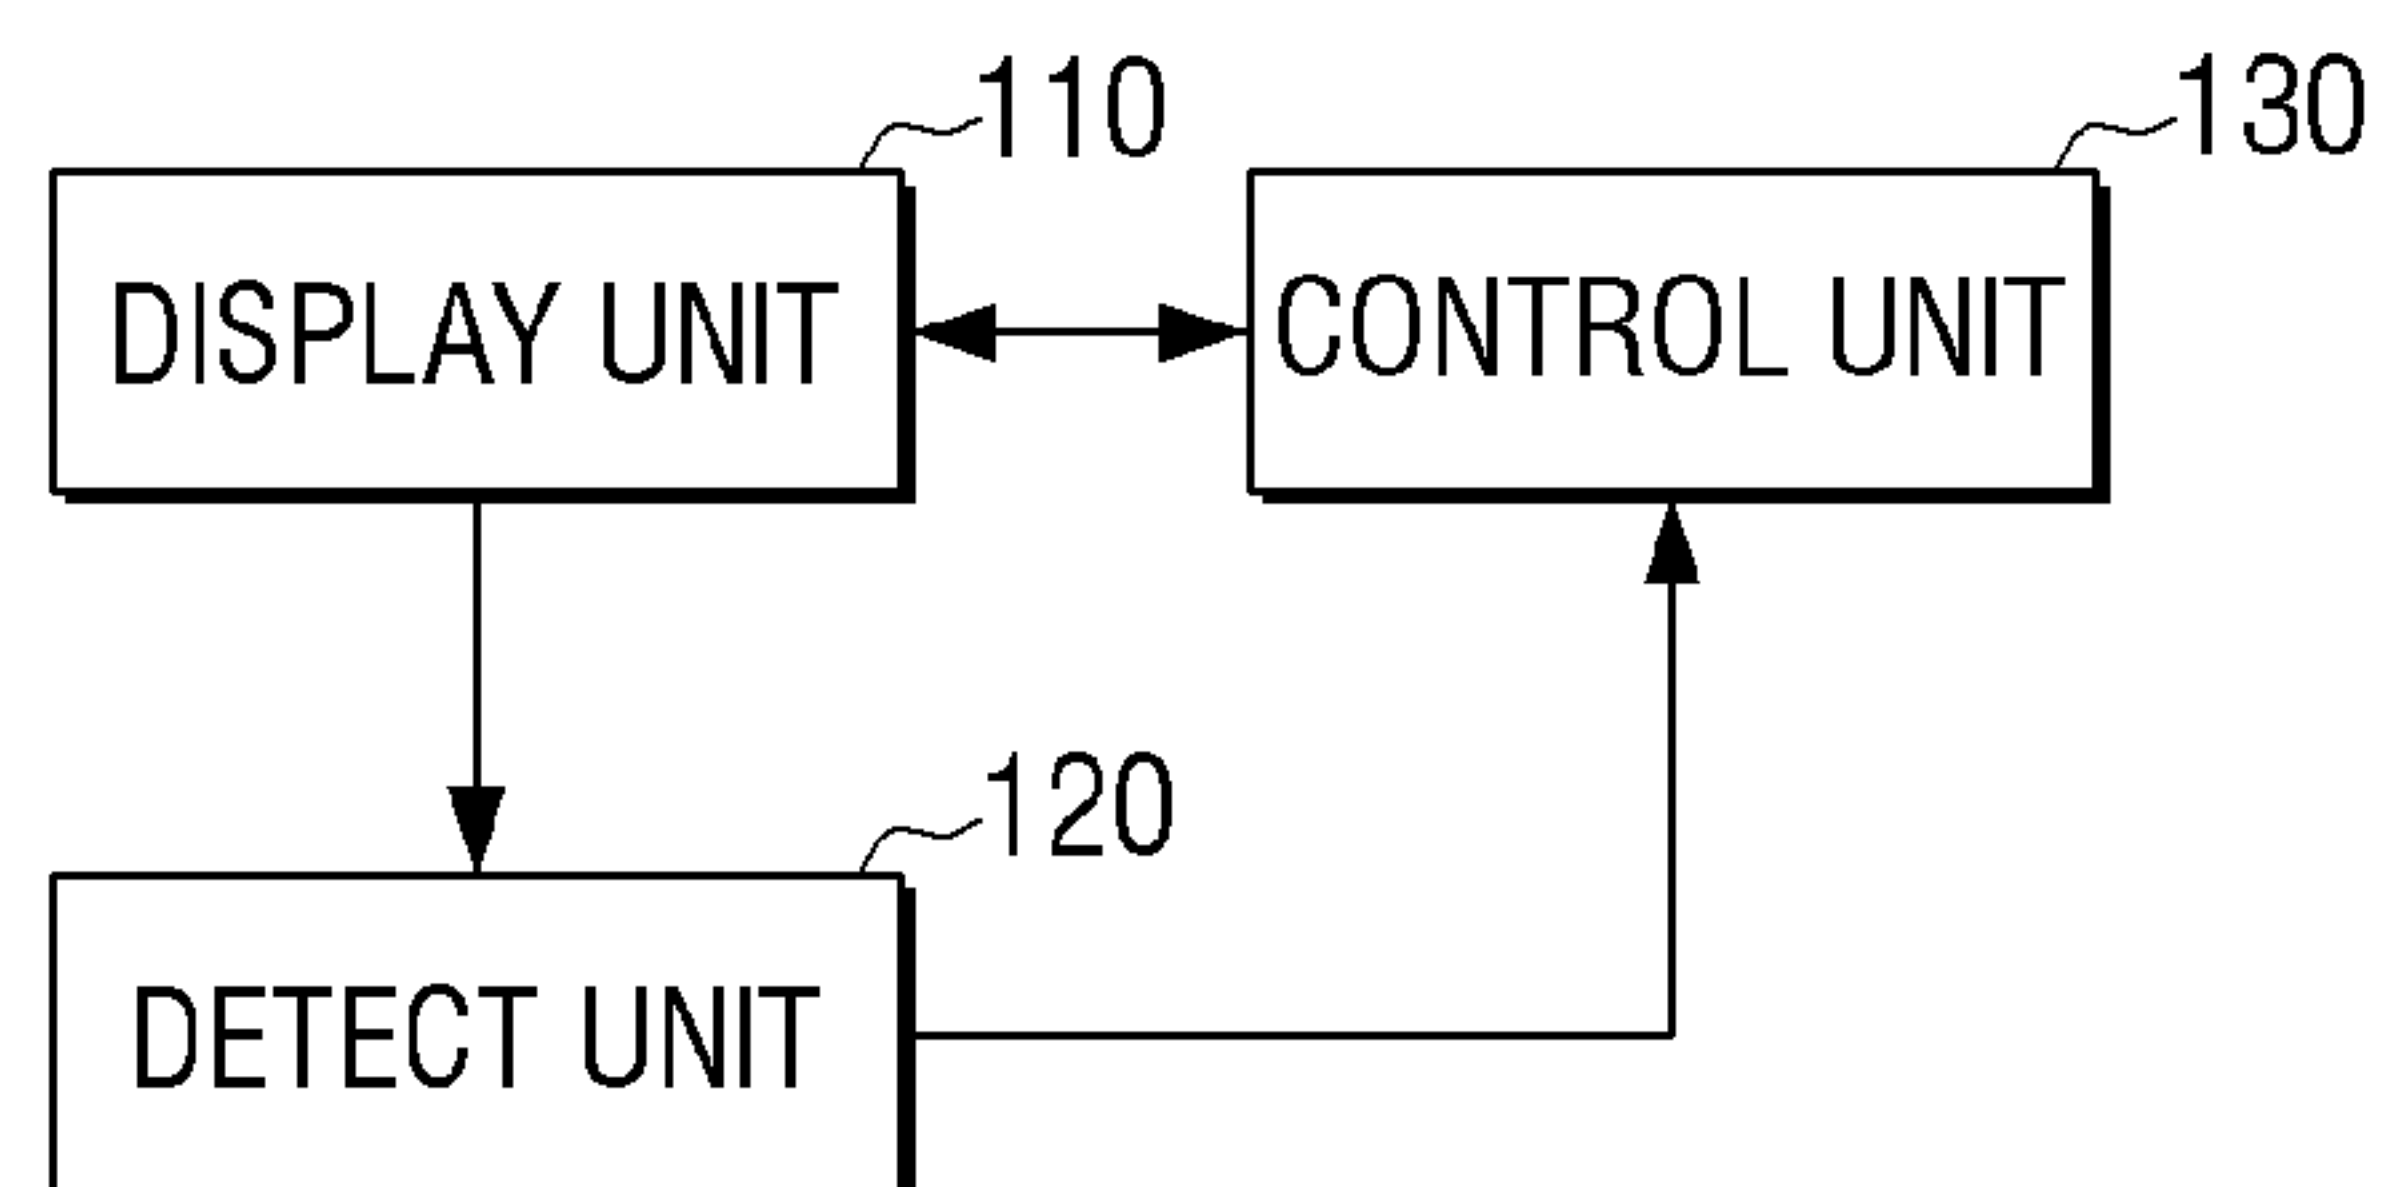 110
130
DISPLAY UNIT
CONTROL UNIT
120
DETECT UNIT